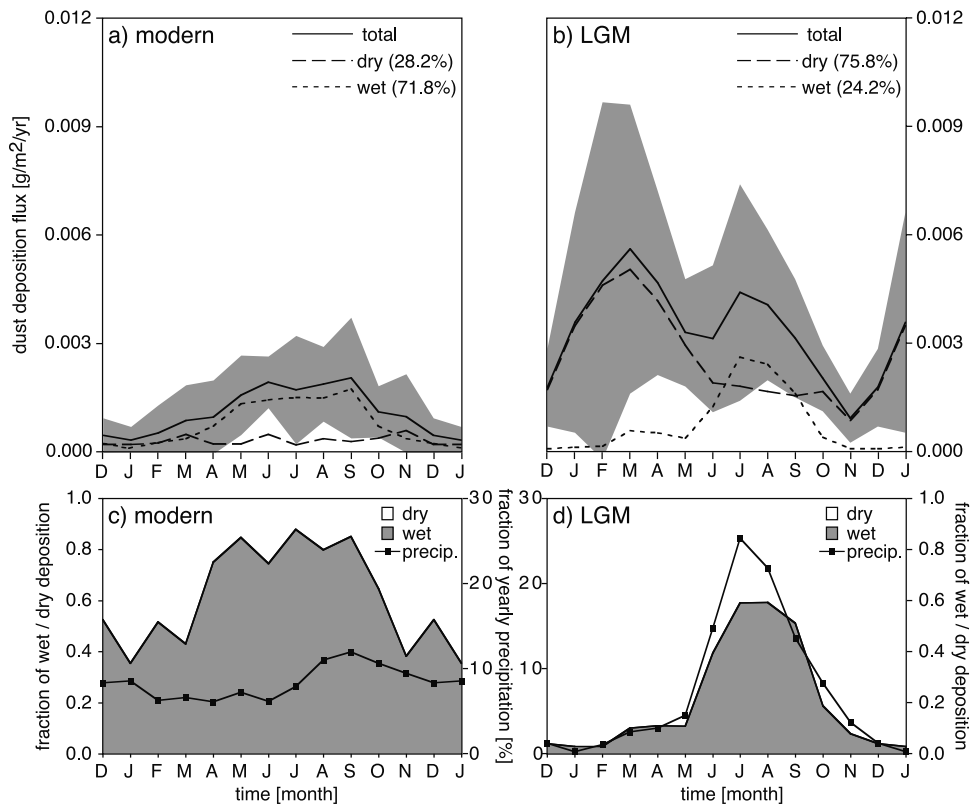 a) modern
total
dry (28.2%)
wet (71.8%)
b) LGM
total
dry (75.8%)
wet (24.2%)
0.012
0.009
0.006
0.003
0.000
dust deposition flux [g/m2/yr]
0.012
0.009
0.006
0.003
0.000
D J F M A M J J A S O N D J
D J F M A M J J A S O N D J
c) modern
dry
wet
precip.
1.0
0.8
0.6
0.4
0.2
0.0
fraction of wet / dry deposition
30
20
10
0
fraction of yearly precipitation [%]
d) LGM
dry
wet
precip.
30
20
10
0
1.0
0.8
0.6
0.4
0.2
0.0
fraction of wet / dry deposition
D J F M A M J J A S O N D J
D J F M A M J J A S O N D J
time [month]
time [month]